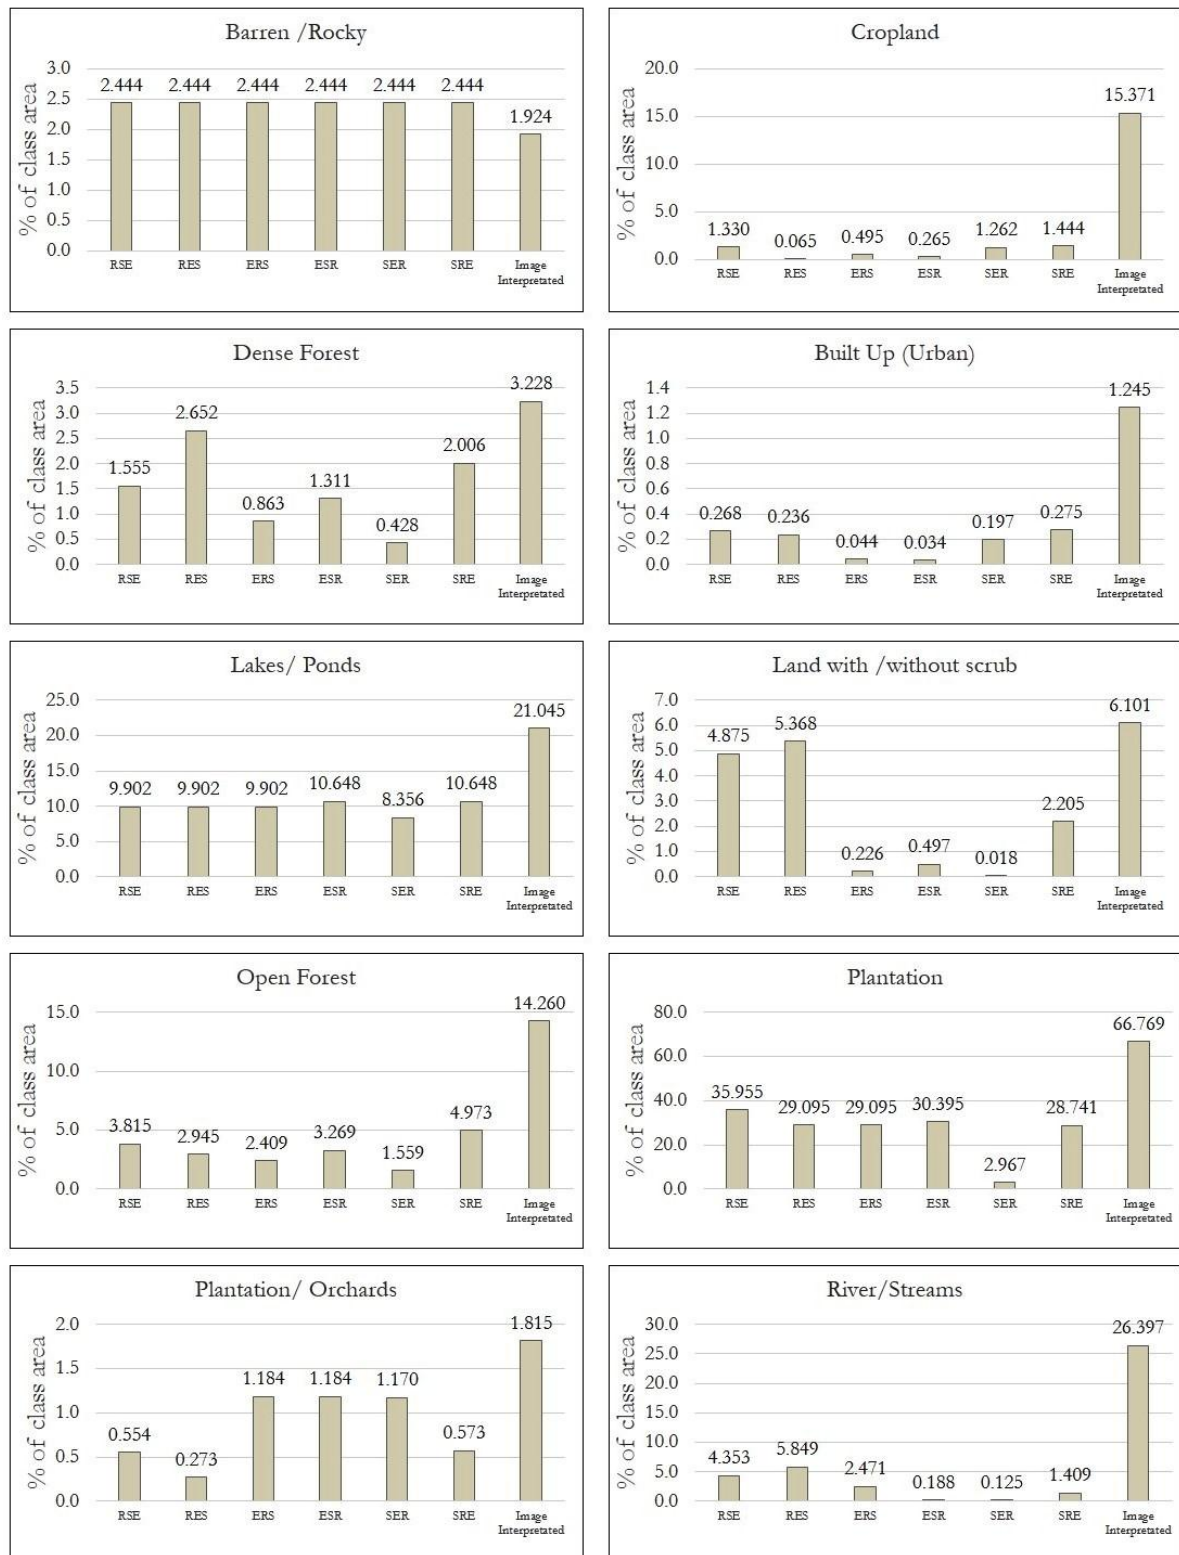 Barren /Rocky
% of class area
3.0
2.5
2.0
1.5
1.0
0.5
0.0
2.444 2.444 2.444 2.444 2.444 2.444 1.924
RSE RES ERS ESR SER SRE Image
Interpretated
Cropland
% of class area
20.0
15.0
10.0
5.0
0.0
1.330 0.065 0.495 0.265 1.262 1.444 15.371
RSE RES ERS ESR SER SRE Image
Interpretated
Dense Forest
% of class area
3.5
3.0
2.5
2.0
1.5
1.0
0.5
0.0
1.555 2.652 0.863 1.311 0.428 2.006 3.228
RSE RES ERS ESR SER SRE Image
Interpretated
Built Up (Urban)
% of class area
1.4
1.2
1.0
0.8
0.6
0.4
0.2
0.0
0.268 0.236 0.044 0.034 0.197 0.275 1.245
RSE RES ERS ESR SER SRE Image
Interpretated
Lakes/ Ponds
% of class area
25.0
20.0
15.0
10.0
5.0
0.0
9.902 9.902 9.902 10.648 8.356 10.648 21.045
RSE RES ERS ESR SER SRE Image
Interpretated
Land with /without scrub
% of class area
7.0
6.0
5.0
4.0
3.0
2.0
1.0
0.0
4.875 5.368 0.226 0.497 0.018 2.205 6.101
RSE RES ERS ESR SER SRE Image
Interpretated
Open Forest
% of class area
15.0
10.0
5.0
0.0
3.815 2.945 2.409 3.269 1.559 4.973 14.260
RSE RES ERS ESR SER SRE Image
Interpretated
Plantation
% of class area
80.0
60.0
40.0
20.0
0.0
35.955 29.095 29.095 30.395 2.967 28.741 66.769
RSE RES ERS ESR SER SRE Image
Interpretated
Plantation/ Orchards
% of class area
2.0
1.5
1.0
0.5
0.0
0.554 0.273 1.184 1.184 1.170 0.573 1.815
RSE RES ERS ESR SER SRE Image
Interpretated
River/Streams
% of class area
30.0
25.0
20.0
15.0
10.0
5.0
0.0
4.353 5.849 2.471 0.188 0.125 1.409 26.397
RSE RES ERS ESR SER SRE Image
Interpretated